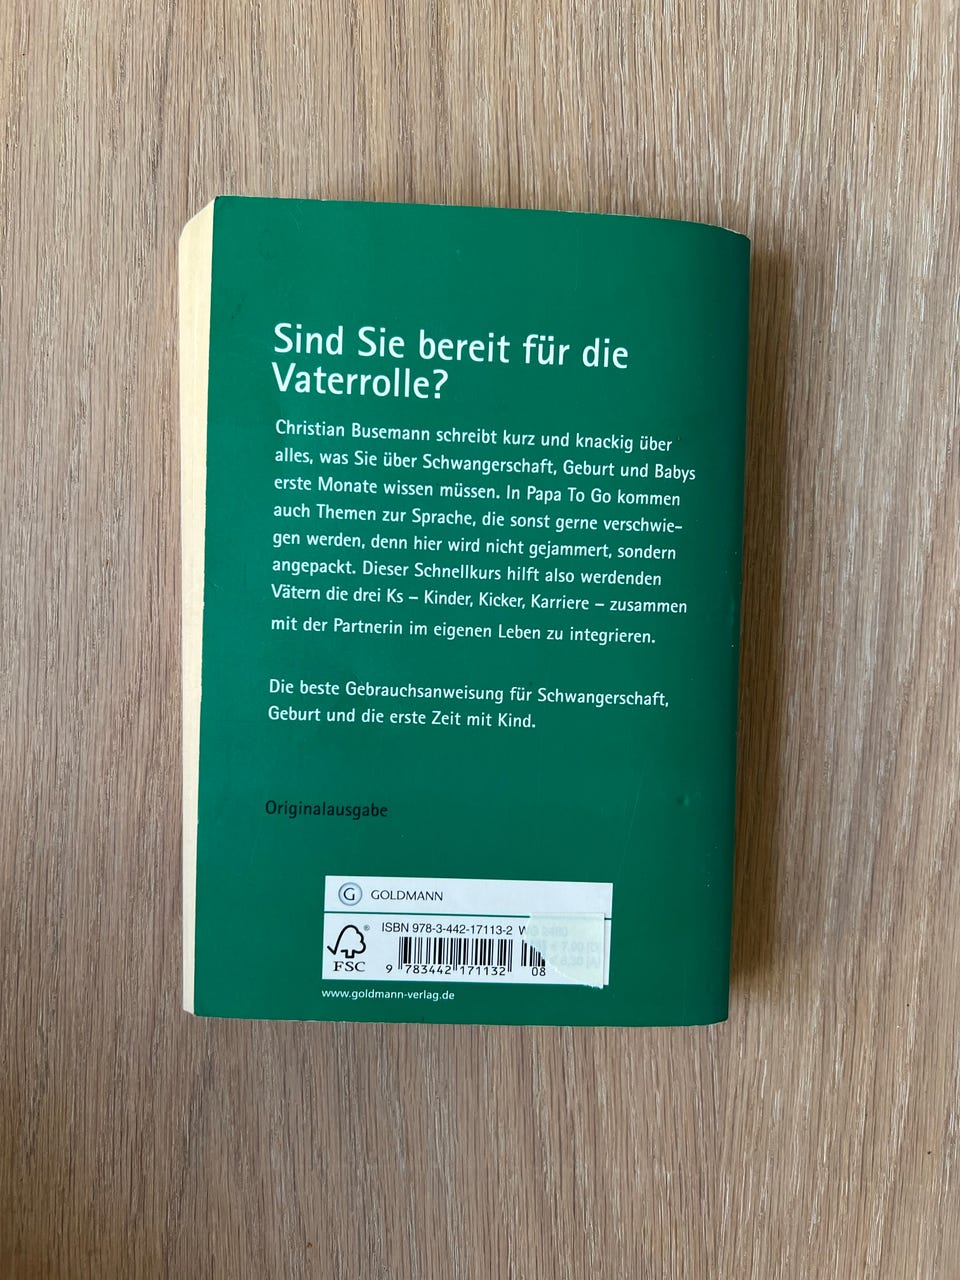 Sind Sie bereit für die
Vaterrolle?
Christian Busemann schreibt kurz und knackig über
alles, was Sie über Schwangerschaft, Geburt und Babys
erste Monate wissen müssen. In Papa To Go kommen
auch Themen zur Sprache, die sonst gerne verschwie-
gen werden, denn hier wird nicht gejammert, sondern
angepackt. Dieser Schnellkurs hilft also werdenden
Vätern die drei Ks – Kinder, Kicker, Karriere – zusammen
mit der Partnerin im eigenen Leben zu integrieren.
Die beste Gebrauchsanweisung für Schwangerschaft,
Geburt und die erste Zeit mit Kind.
Originalausgabe
G GOLDMANN
ISBN 978-3-442-17113-2
FSC®
9 783442 171132 08
www.goldmann-verlag.de